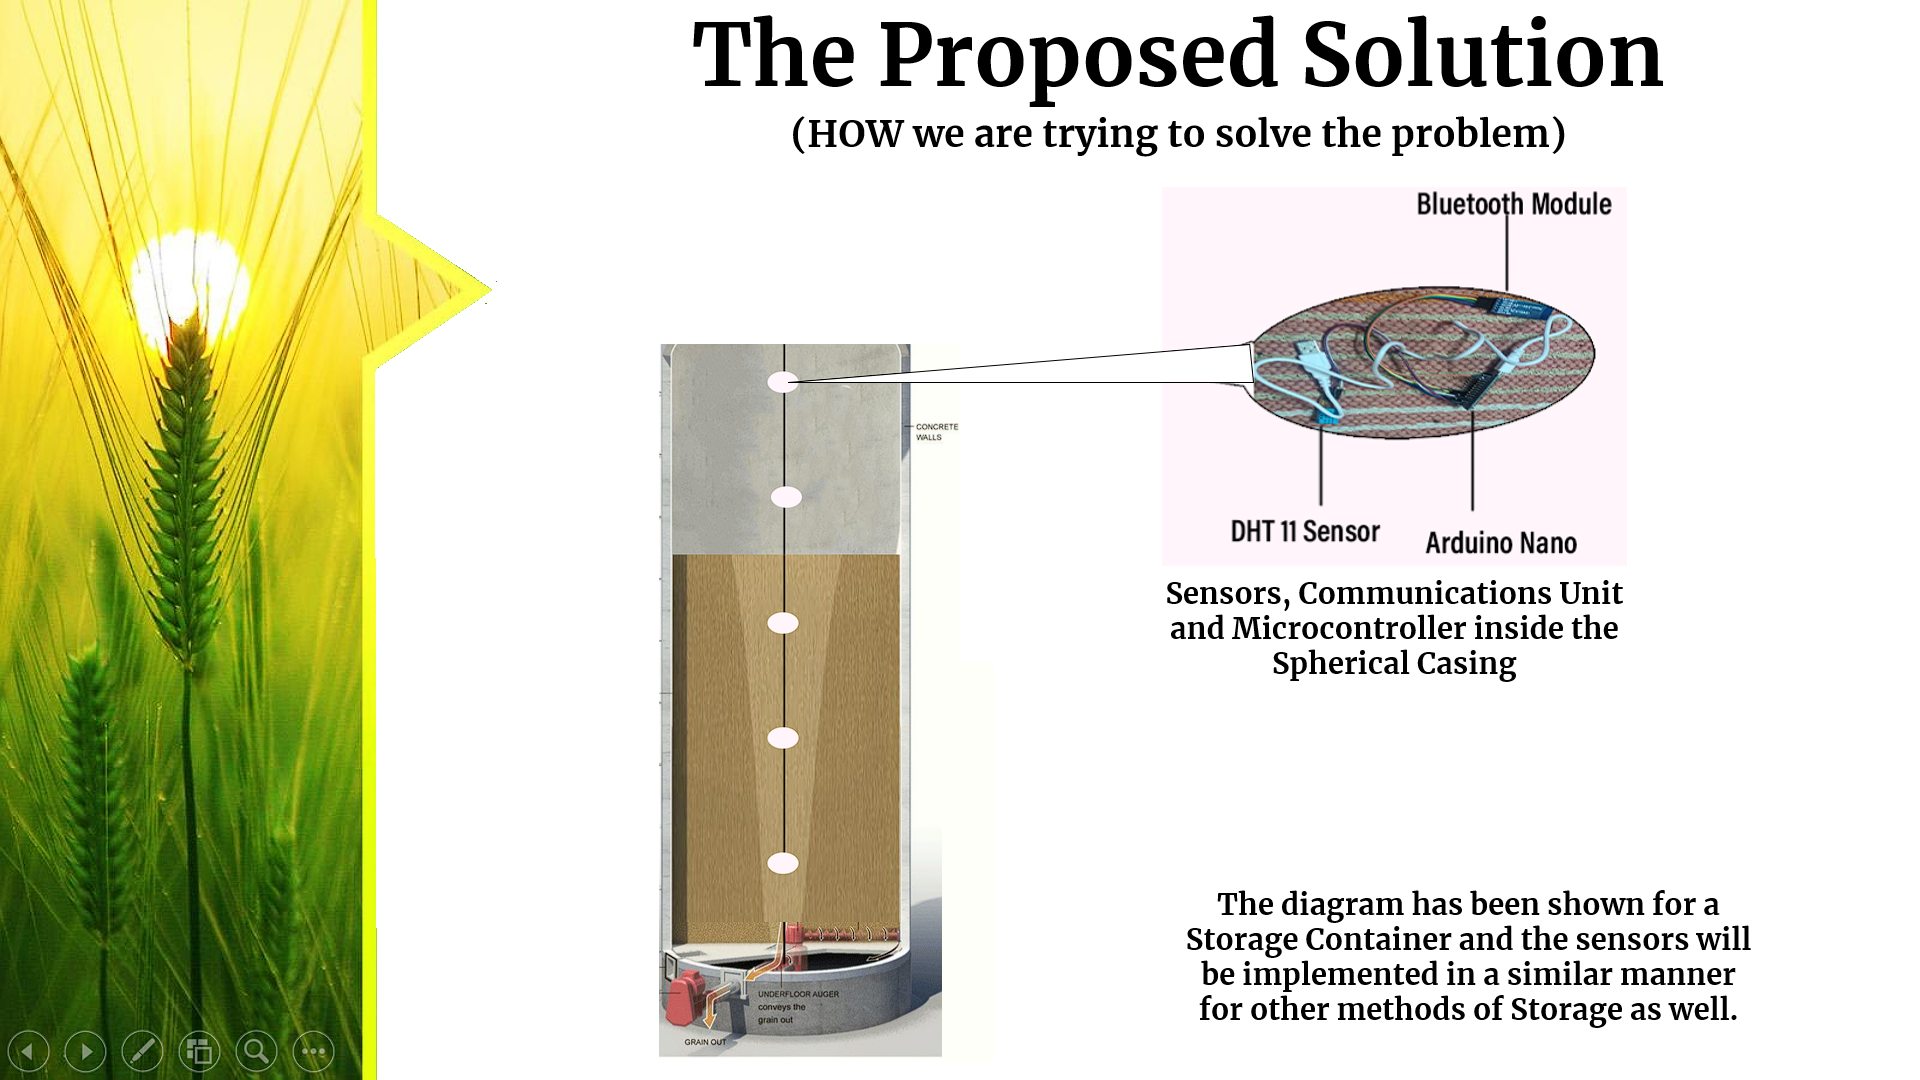 The Proposed Solution
(HOW we are trying to solve the problem)
Bluetooth Module
CONCRETE
WALLS
DHT 11 Sensor
Arduino Nano
Sensors, Communications Unit
and Microcontroller inside the
Spherical Casing
The diagram has been shown for a
Storage Container and the sensors will
be implemented in a similar manner
for other methods of Storage as well.
UNDERFLOOR AUGER
conveys the
grain out
GRAIN OUT